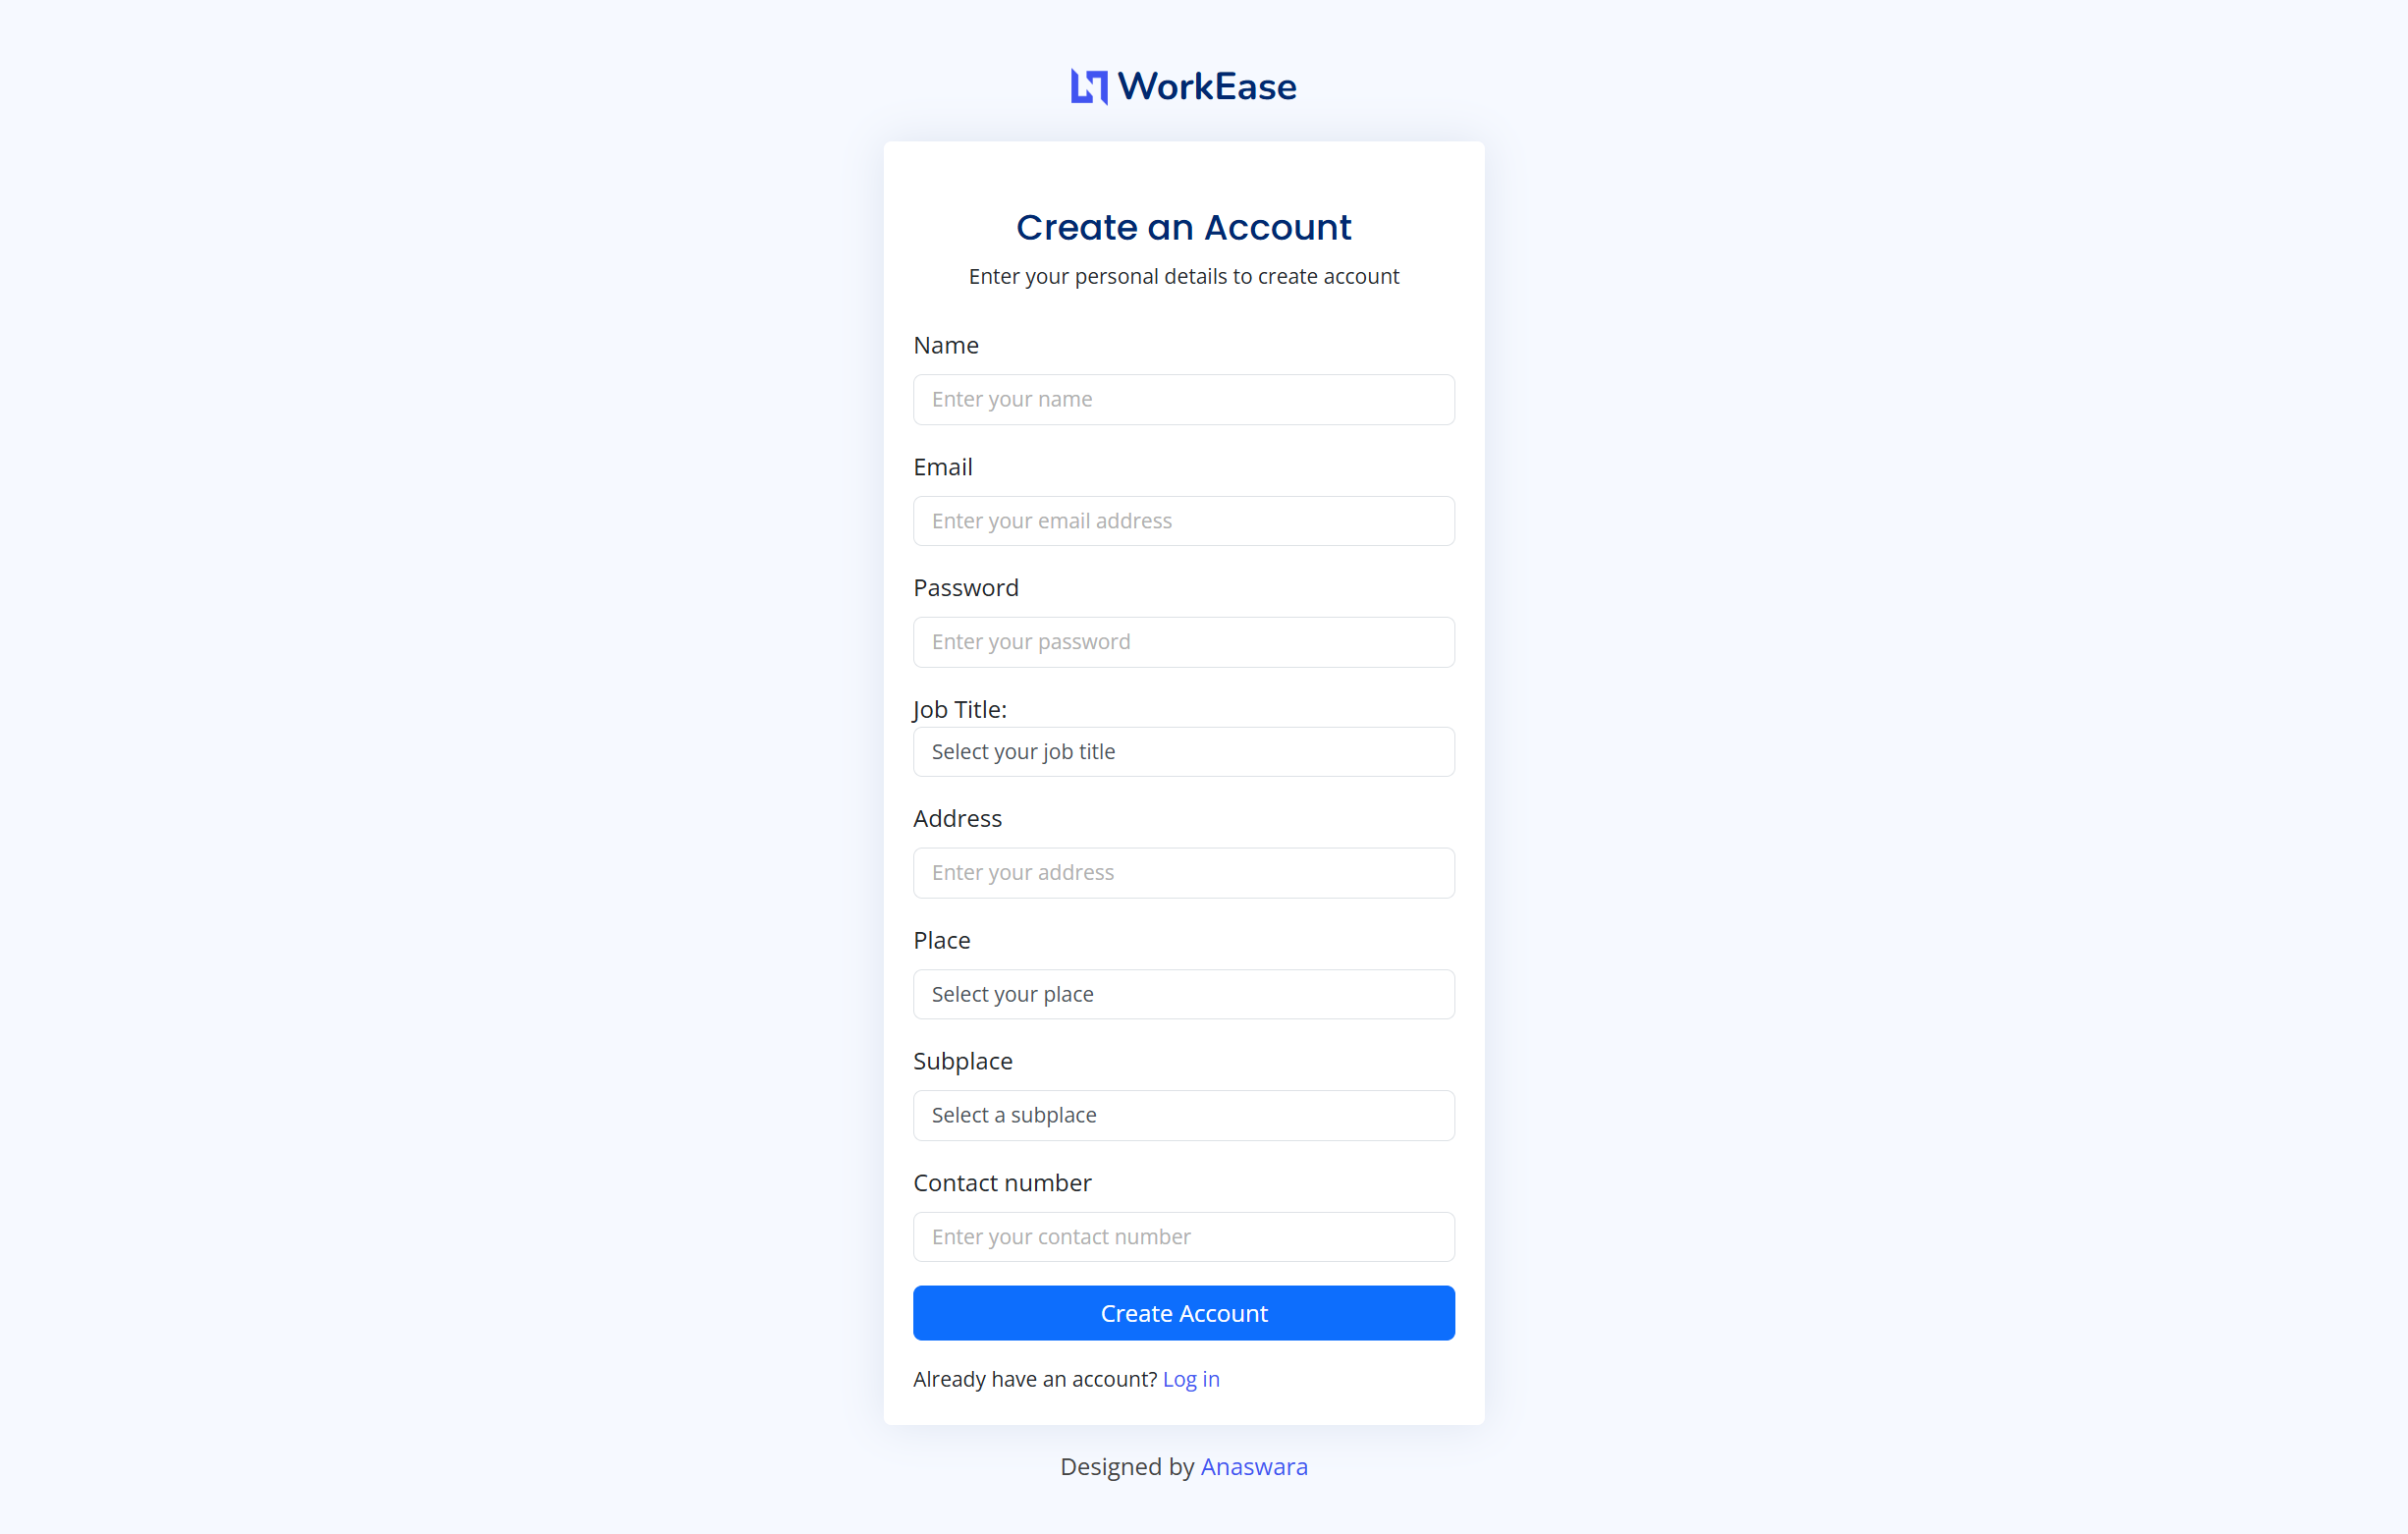 WorkEase
Create an Account
Enter your personal details to create account
Name
Enter your name
Email
Enter your email address
Password
Enter your password
Job Title:
Select your job title
Address
Enter your address
Place
Select your place
Subplace
Select a subplace
Contact number
Enter your contact number
Create Account
Already have an account? Log in
Designed by Anaswara